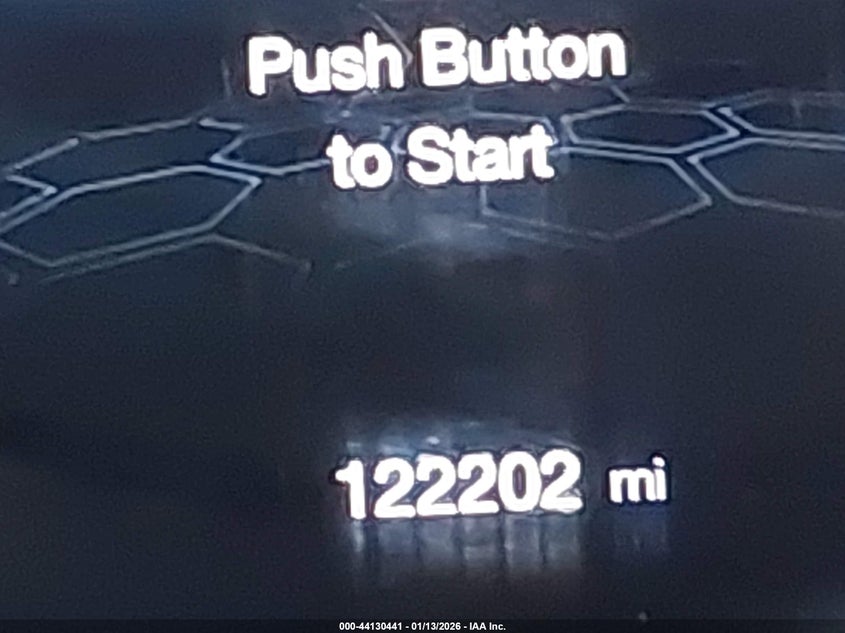 Push Button
to Start
122202 mi
000-44130441 - 01/13/2026 - IAA Inc.